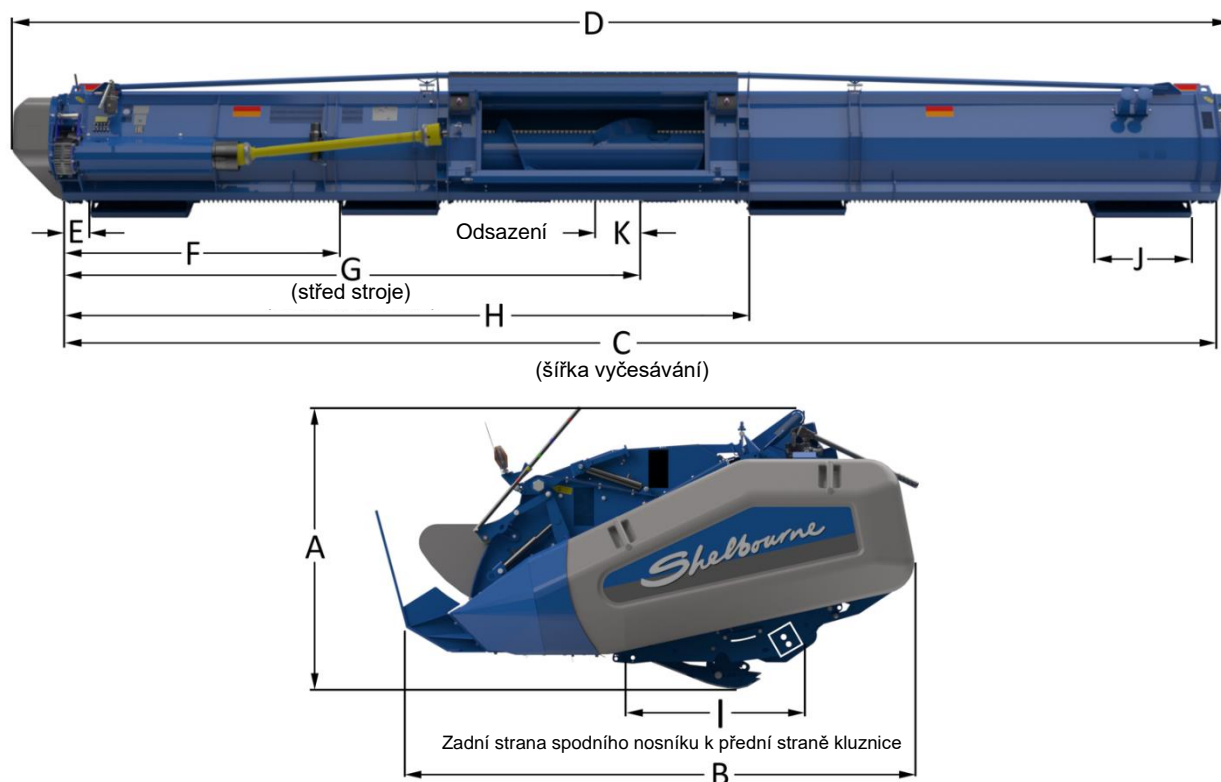 D
E
Odsazení
K
F
J
G
(střed stroje)
H
C
(šířka vyčesávání)
A
Shelbourne
I
Zadní strana spodního nosníku k přední straně kluznice
B